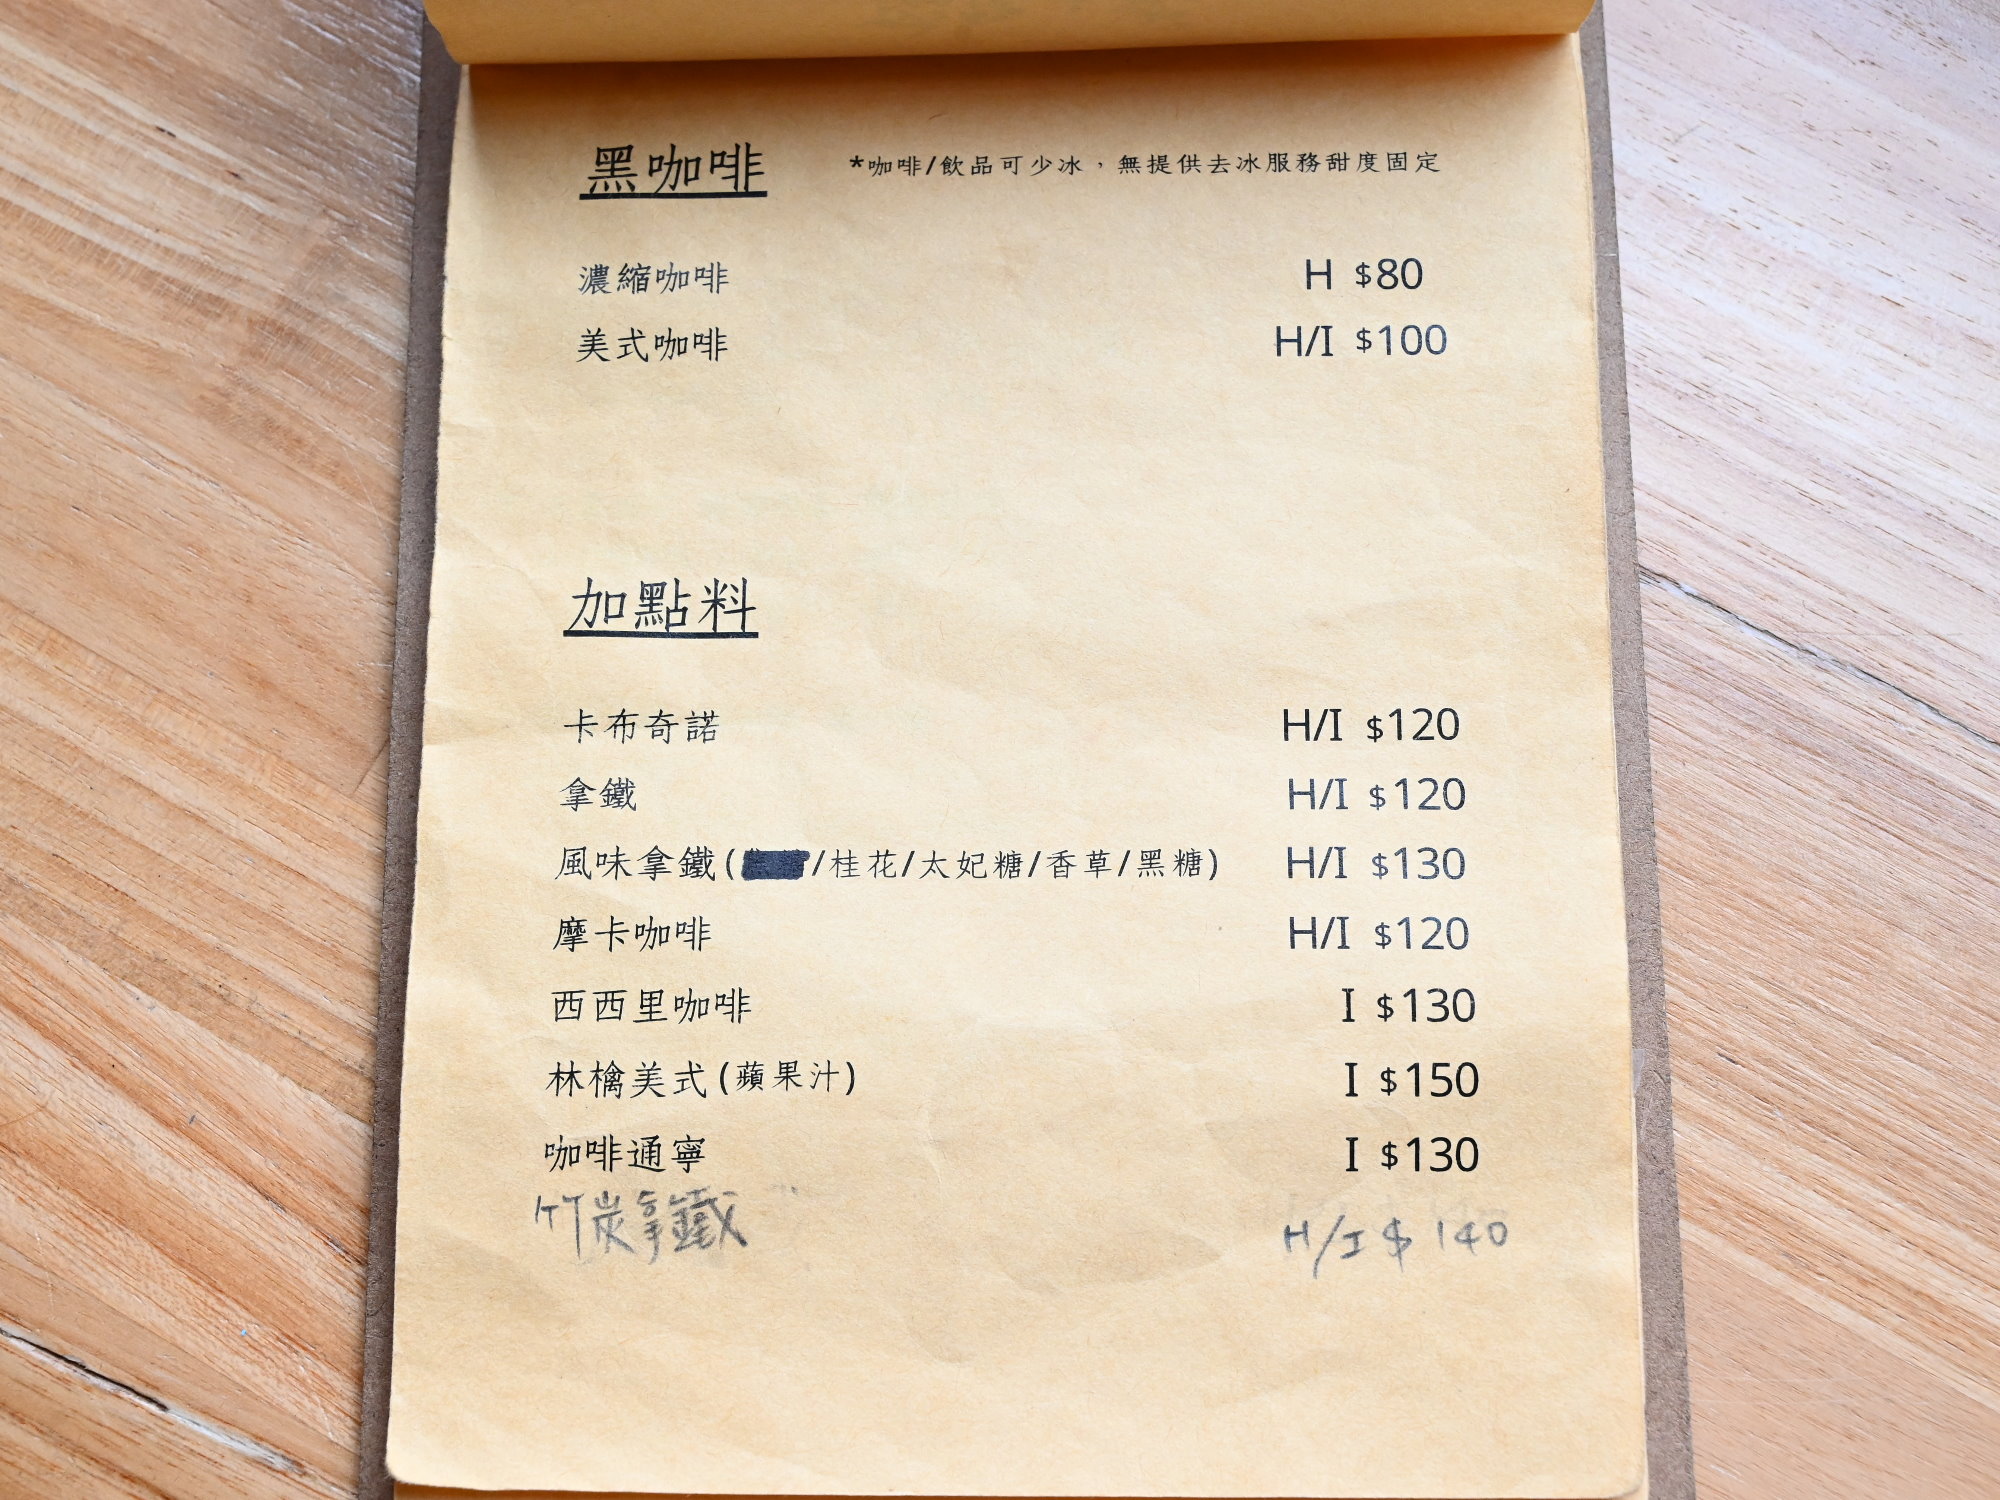 黑咖啡
*咖啡/飲品可少冰，無提供去冰服務甜度固定
濃縮咖啡 H $80
美式咖啡 H/I $100
加點料
卡布奇諾 H/I $120
拿鐵 H/I $120
風味拿鐵(/桂花/太妃糖/香草/黑糖) H/I $130
摩卡咖啡 H/I $120
西西里咖啡 I $130
林檎美式(蘋果汁) I $150
咖啡通寧 I $130
竹炭拿鐵 H/I $ 140